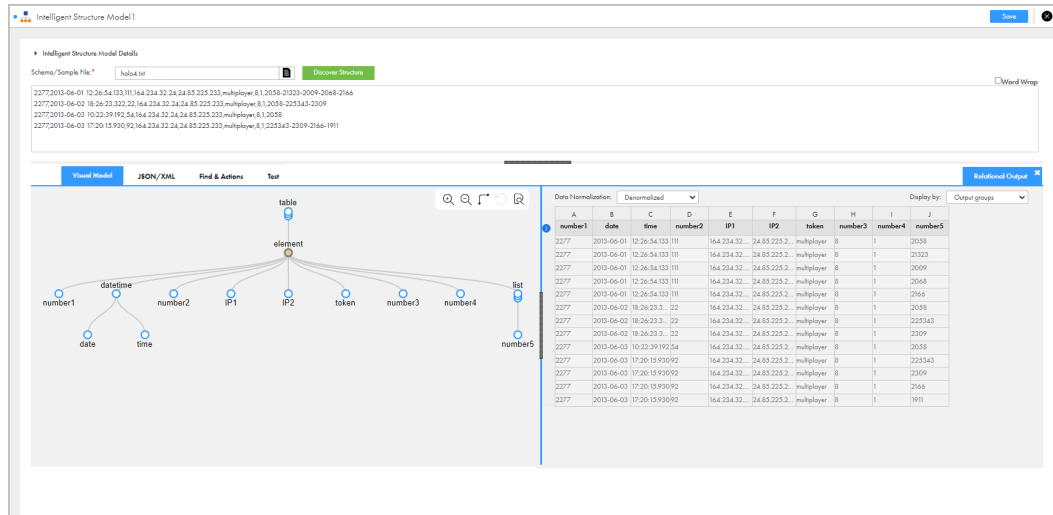 Intelligent Structure Model1
Save
Intelligent Structure Model Details
Schema/Sample File:*
halo4.txt
Discover Structure
Word Wrap
2277,2013-06-01 12:26:54.133,111,164.234.32.24,24.85.225.233,multiplayer,8,1,2058-21323-2009-2068-2166
2277,2013-06-02 18:26:23.322,22,164.234.32.24,24.85.225.233,multiplayer,8,1,2058-225343-2309
2277,2013-06-03 10:22:39.192,54,164.234.32.24,24.85.225.233,multiplayer,8,1,2058
2277,2013-06-03 17:20:15.930,92,164.234.32.24,24.85.225.233,multiplayer,8,1,225343-2309-2166-1911
Visual Model JSON/XML Find & Actions Test
Relational Output
table
element
number1 datetime number2 IP1 IP2 token number3 number4 list
date time number5
Data Normalization: Denormalized
Display by: Output groups
A B C D E F G H I J
number1 date time number2 IP1 IP2 token number3 number4 number5
2277 2013-06-01 12:26:54.133 111 164.234.32... 24.85.225.2... multiplayer 8 1 2058
2277 2013-06-01 12:26:54.133 111 164.234.32... 24.85.225.2... multiplayer 8 1 21323
2277 2013-06-01 12:26:54.133 111 164.234.32... 24.85.225.2... multiplayer 8 1 2009
2277 2013-06-01 12:26:54.133 111 164.234.32... 24.85.225.2... multiplayer 8 1 2068
2277 2013-06-01 12:26:54.133 111 164.234.32... 24.85.225.2... multiplayer 8 1 2166
2277 2013-06-02 18:26:23.3... 22 164.234.32... 24.85.225.2... multiplayer 8 1 2058
2277 2013-06-02 18:26:23.3... 22 164.234.32... 24.85.225.2... multiplayer 8 1 225343
2277 2013-06-02 18:26:23.3... 22 164.234.32... 24.85.225.2... multiplayer 8 1 2309
2277 2013-06-03 10:22:39.192 54 164.234.32... 24.85.225.2... multiplayer 8 1 2058
2277 2013-06-03 17:20:15.930 92 164.234.32... 24.85.225.2... multiplayer 8 1 225343
2277 2013-06-03 17:20:15.930 92 164.234.32... 24.85.225.2... multiplayer 8 1 2309
2277 2013-06-03 17:20:15.930 92 164.234.32... 24.85.225.2... multiplayer 8 1 2166
2277 2013-06-03 17:20:15.930 92 164.234.32... 24.85.225.2... multiplayer 8 1 1911